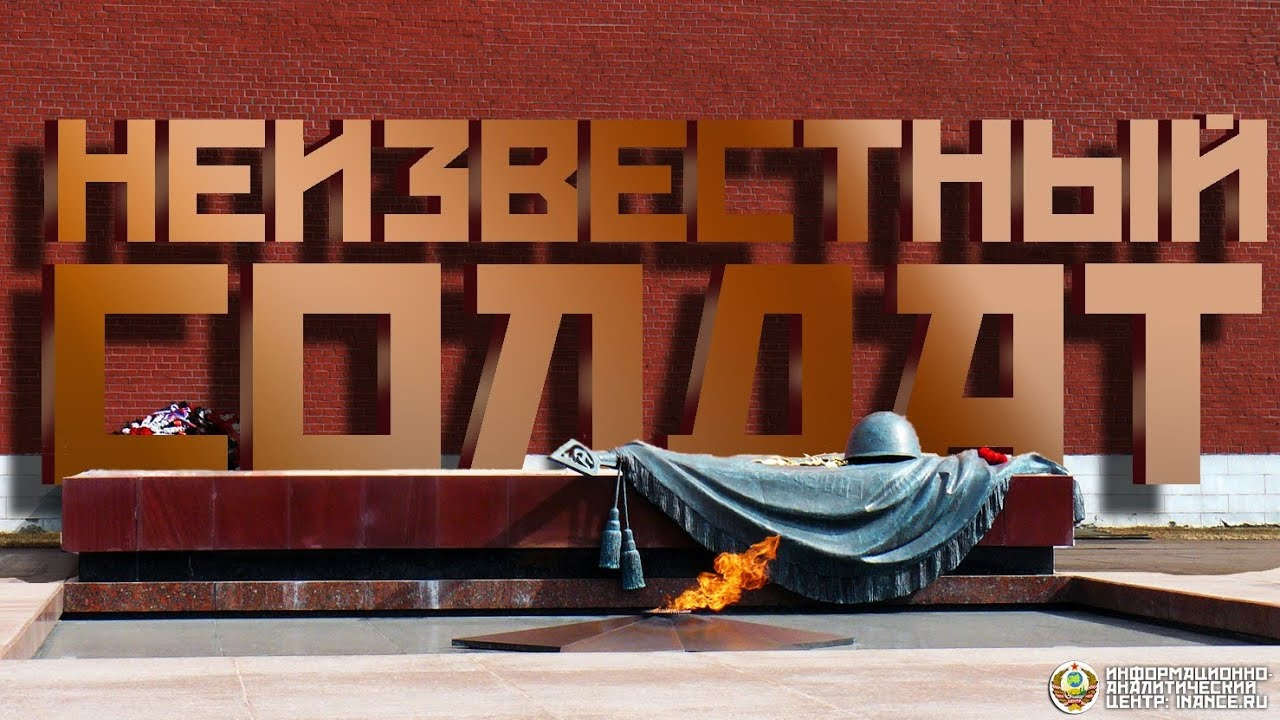 НЕИЗВЕСТНЫЙ
СОЛДАТ
ИНФОРМАЦИОННО-
АНАЛИТИЧЕСКИЙ
ЦЕНТР: INANCE.RU